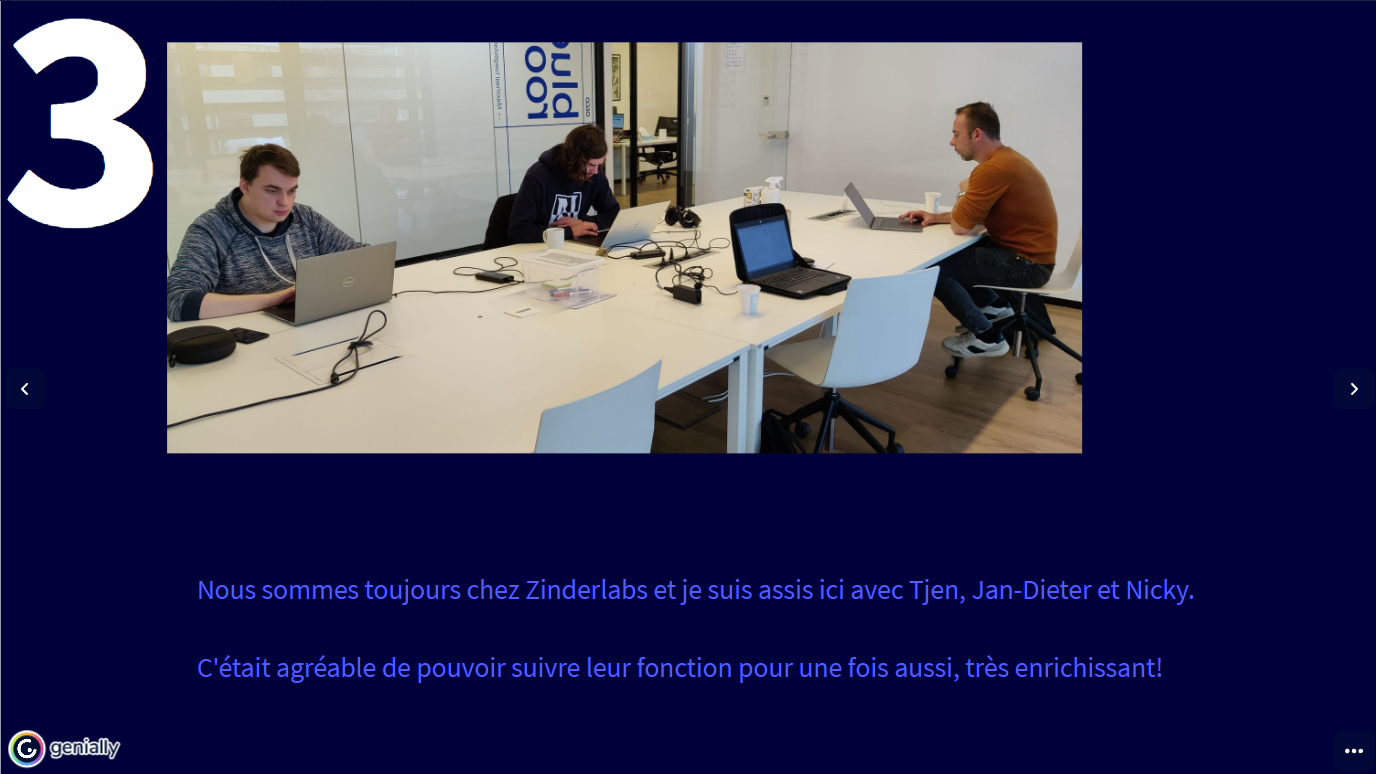 3
Nous sommes toujours chez Zinderlabs et je suis assis ici avec Tjen, Jan-Dieter et Nicky.
C'était agréable de pouvoir suivre leur fonction pour une fois aussi, très enrichissant!
genially